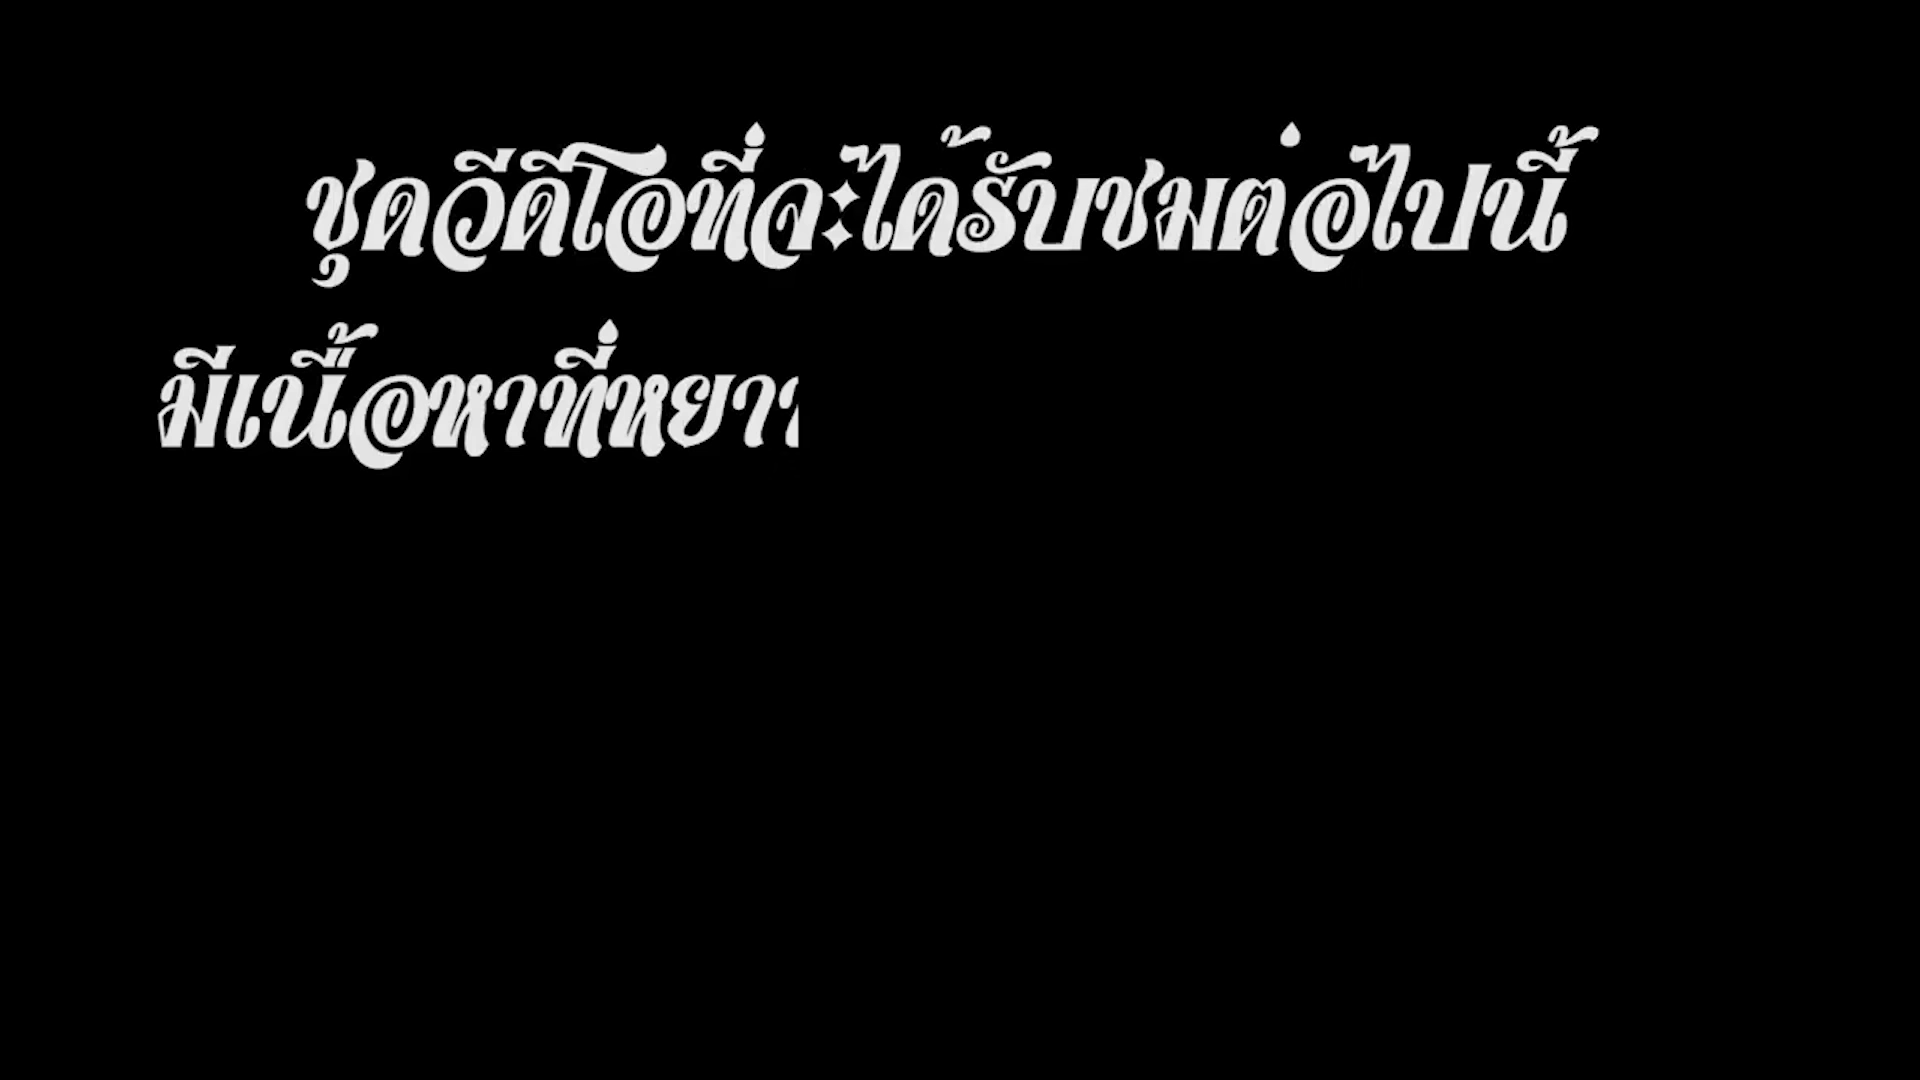 ชุดวีดีโอที่จะได้รับชมต่อไปนี้
มีเนื้อหาที่หยา